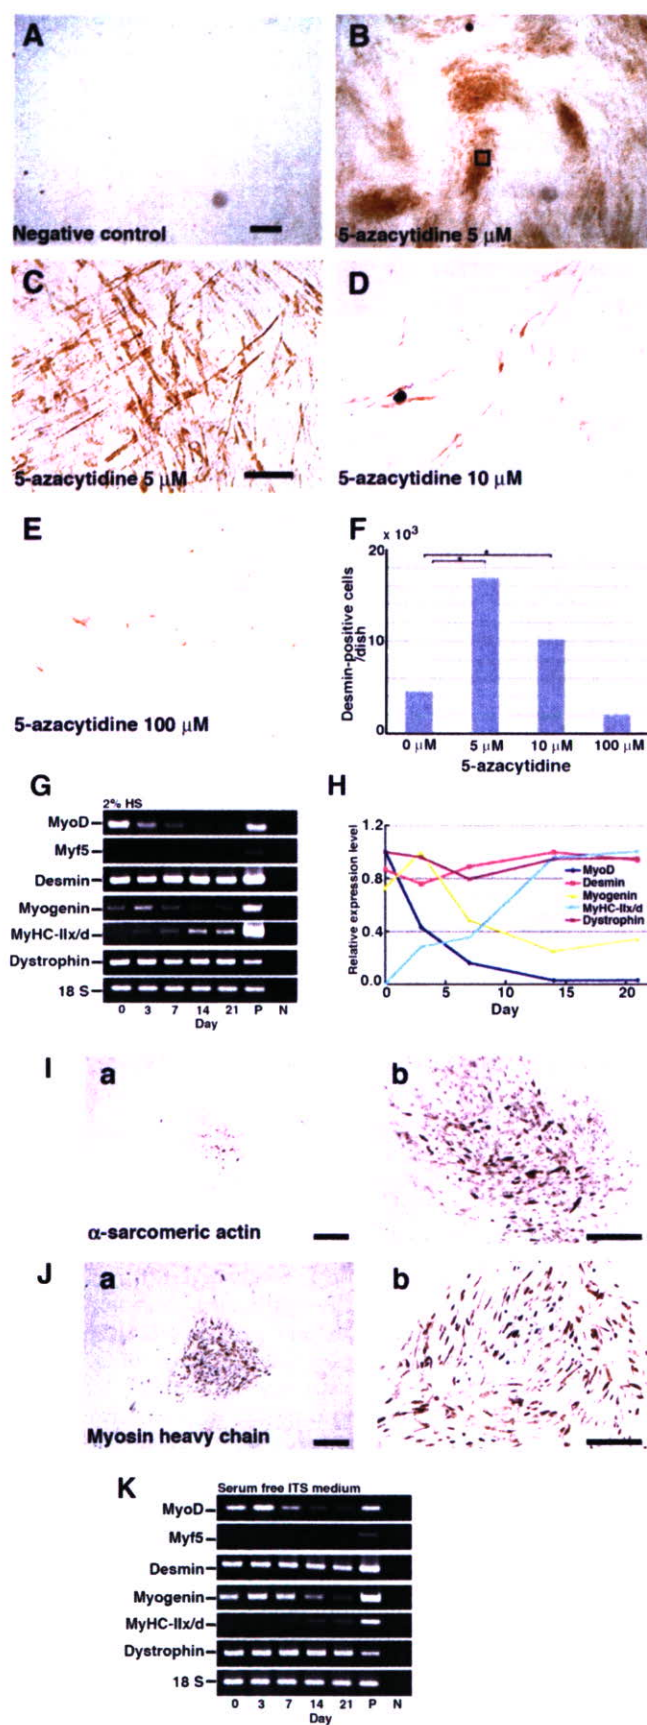 A
B
Negative control
5-azacytidine 5 µM
C
D
5-azacytidine 5 µM
5-azacytidine 10 µM
E
F
x 10³
20
10
0
Desmin-positive cells
/dish
*
*
0 µM
5 µM
10 µM
100 µM
5-azacytidine
5-azacytidine 100 µM
G
2% HS
MyoD
Myf5
Desmin
Myogenin
MyHC-IIx/d
Dystrophin
18 S
0 3 7 14 21 P N
Day
H
Relative expression level
1.2
0.8
0.4
0.0
0 5 10 15 20
Day
MyoD
Desmin
Myogenin
MyHC-IIx/d
Dystrophin
I
a
b
α-sarcomeric actin
J
a
b
Myosin heavy chain
K
Serum free ITS medium
MyoD
Myf5
Desmin
Myogenin
MyHC-IIx/d
Dystrophin
18 S
0 3 7 14 21 P N
Day